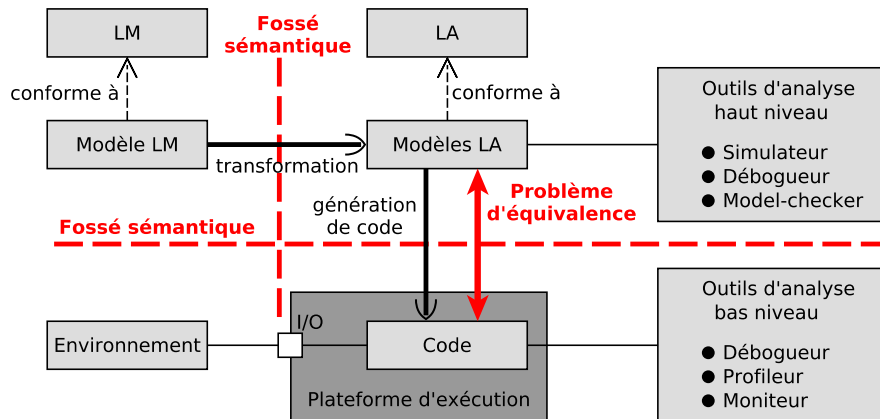 LM
Fossé
sémantique
LA
conforme à
conforme à
Outils d'analyse
haut niveau
● Simulateur
● Débogueur
● Model-checker
Modèle LM
transformation
Modèles LA
génération
de code
Problème
d'équivalence
Fossé sémantique
Outils d'analyse
bas niveau
● Débogueur
● Profileur
● Moniteur
Environnement
I/O
Code
Plateforme d'exécution